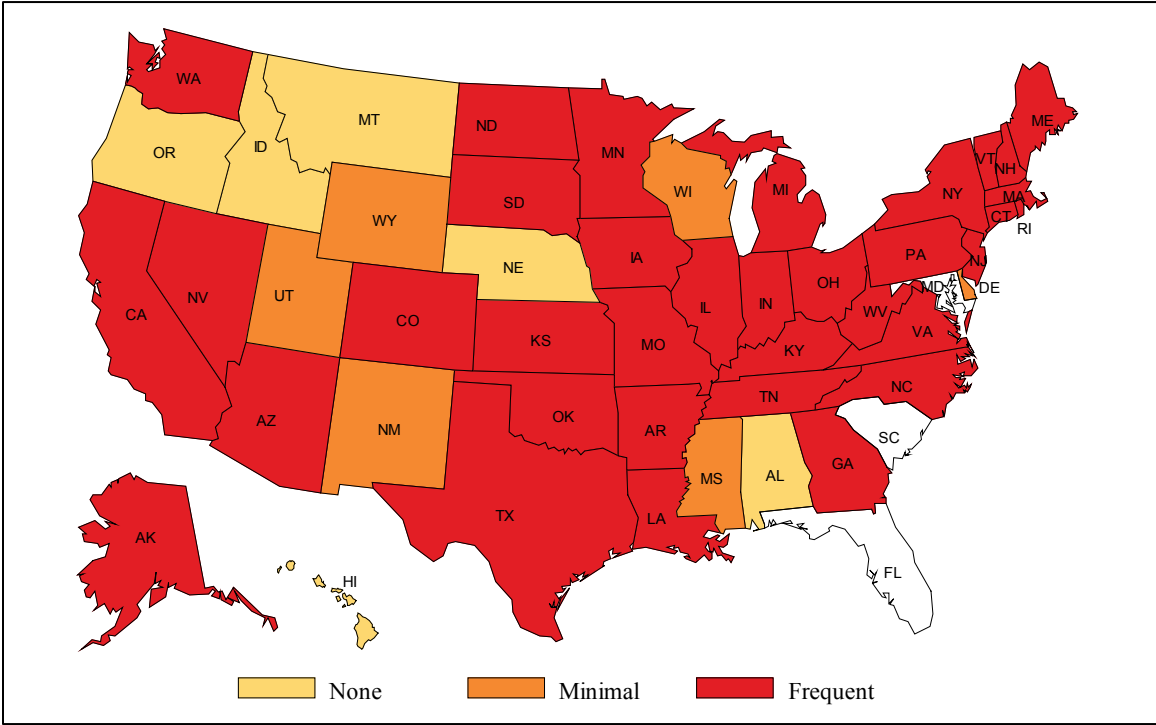 WA
MT
ND
ME
OR
ID
MN
VT
NH
WI
MI
NY
MA
SD
WY
CT
RI
IA
PA
NE
NJ
OH
MD
DE
NV
UT
IL
IN
WV
CA
CO
VA
KS
MO
KY
NC
TN
OK
AZ
NM
AR
SC
GA
MS
AL
TX
LA
AK
FL
HI
None
Minimal
Frequent